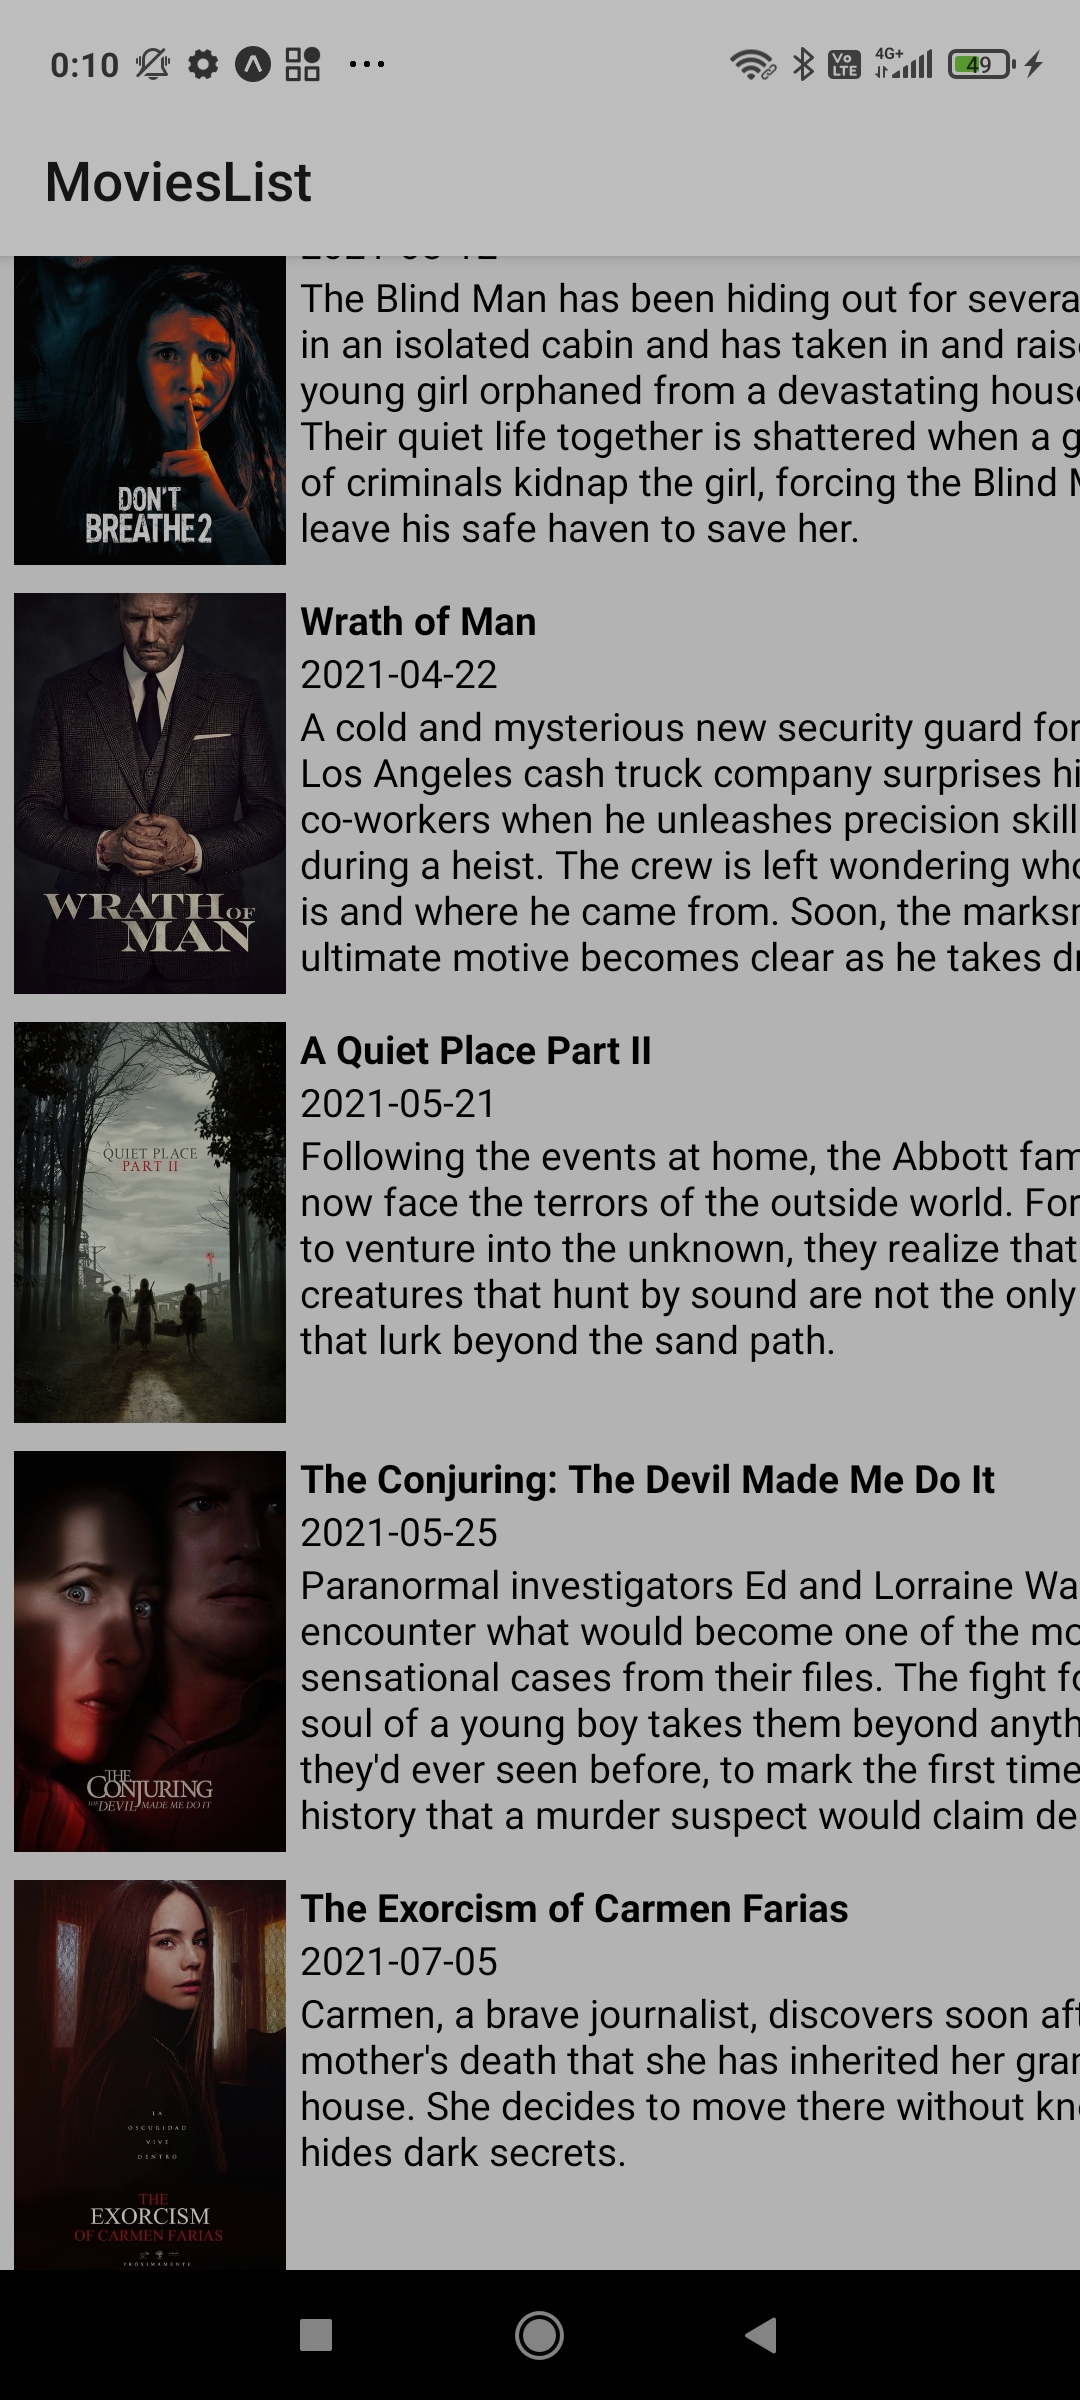 0:10
Vo LTE 4G+ 49
MoviesList
The Blind Man has been hiding out for severa
in an isolated cabin and has taken in and rais
young girl orphaned from a devastating house
Their quiet life together is shattered when a g
of criminals kidnap the girl, forcing the Blind
leave his safe haven to save her.
DON'T
BREATHE 2
Wrath of Man
2021-04-22
A cold and mysterious new security guard for
Los Angeles cash truck company surprises hi
co-workers when he unleashes precision skill
during a heist. The crew is left wondering who
is and where he came from. Soon, the marks
ultimate motive becomes clear as he takes d
WRATH OF
MAN
A Quiet Place Part II
2021-05-21
Following the events at home, the Abbott fam
now face the terrors of the outside world. For
to venture into the unknown, they realize that
creatures that hunt by sound are not the only
that lurk beyond the sand path.
A
QUIET PLACE
PART II
The Conjuring: The Devil Made Me Do It
2021-05-25
Paranormal investigators Ed and Lorraine Wa
encounter what would become one of the mo
sensational cases from their files. The fight fo
soul of a young boy takes them beyond anyth
they'd ever seen before, to mark the first time
history that a murder suspect would claim de
THE
CONJURING
THE DEVIL MADE ME DO IT
The Exorcism of Carmen Farias
2021-07-05
Carmen, a brave journalist, discovers soon aft
mother's death that she has inherited her gra
house. She decides to move there without kn
hides dark secrets.
LA
OSCURIDAD
VIVE
DENTRO
THE
EXORCISM
OF CARMEN FARIAS
PRÓXIMAMENTE